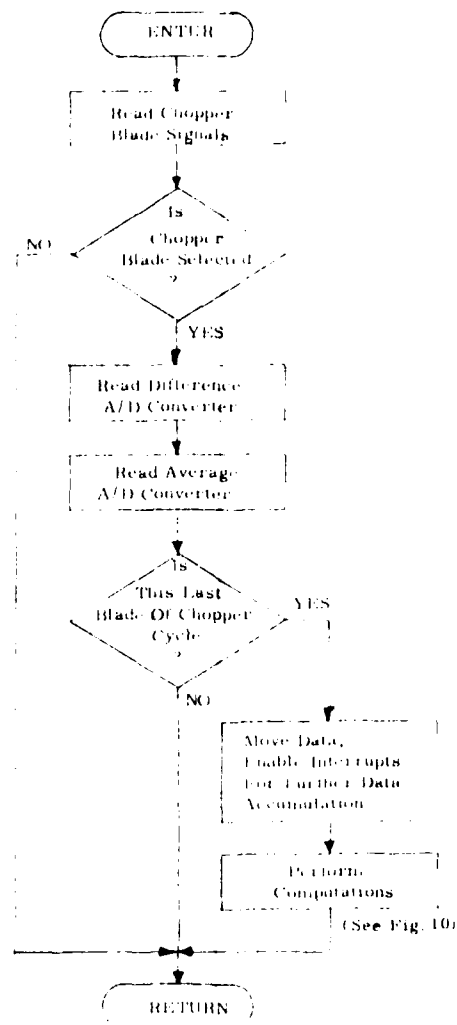 ENTER
Read Chopper
Blade Signals
Is
Chopper
Blade Selected
?
NO
YES
Read Difference
A/D Converter
Read Average
A/D Converter
Is
This Last
Blade Of Chopper
Cycle
?
YES
NO
Move Data,
Enable Interrupts
For Further Data
Accumulation
Perform
Computations
(See Fig. 10)
RETURN